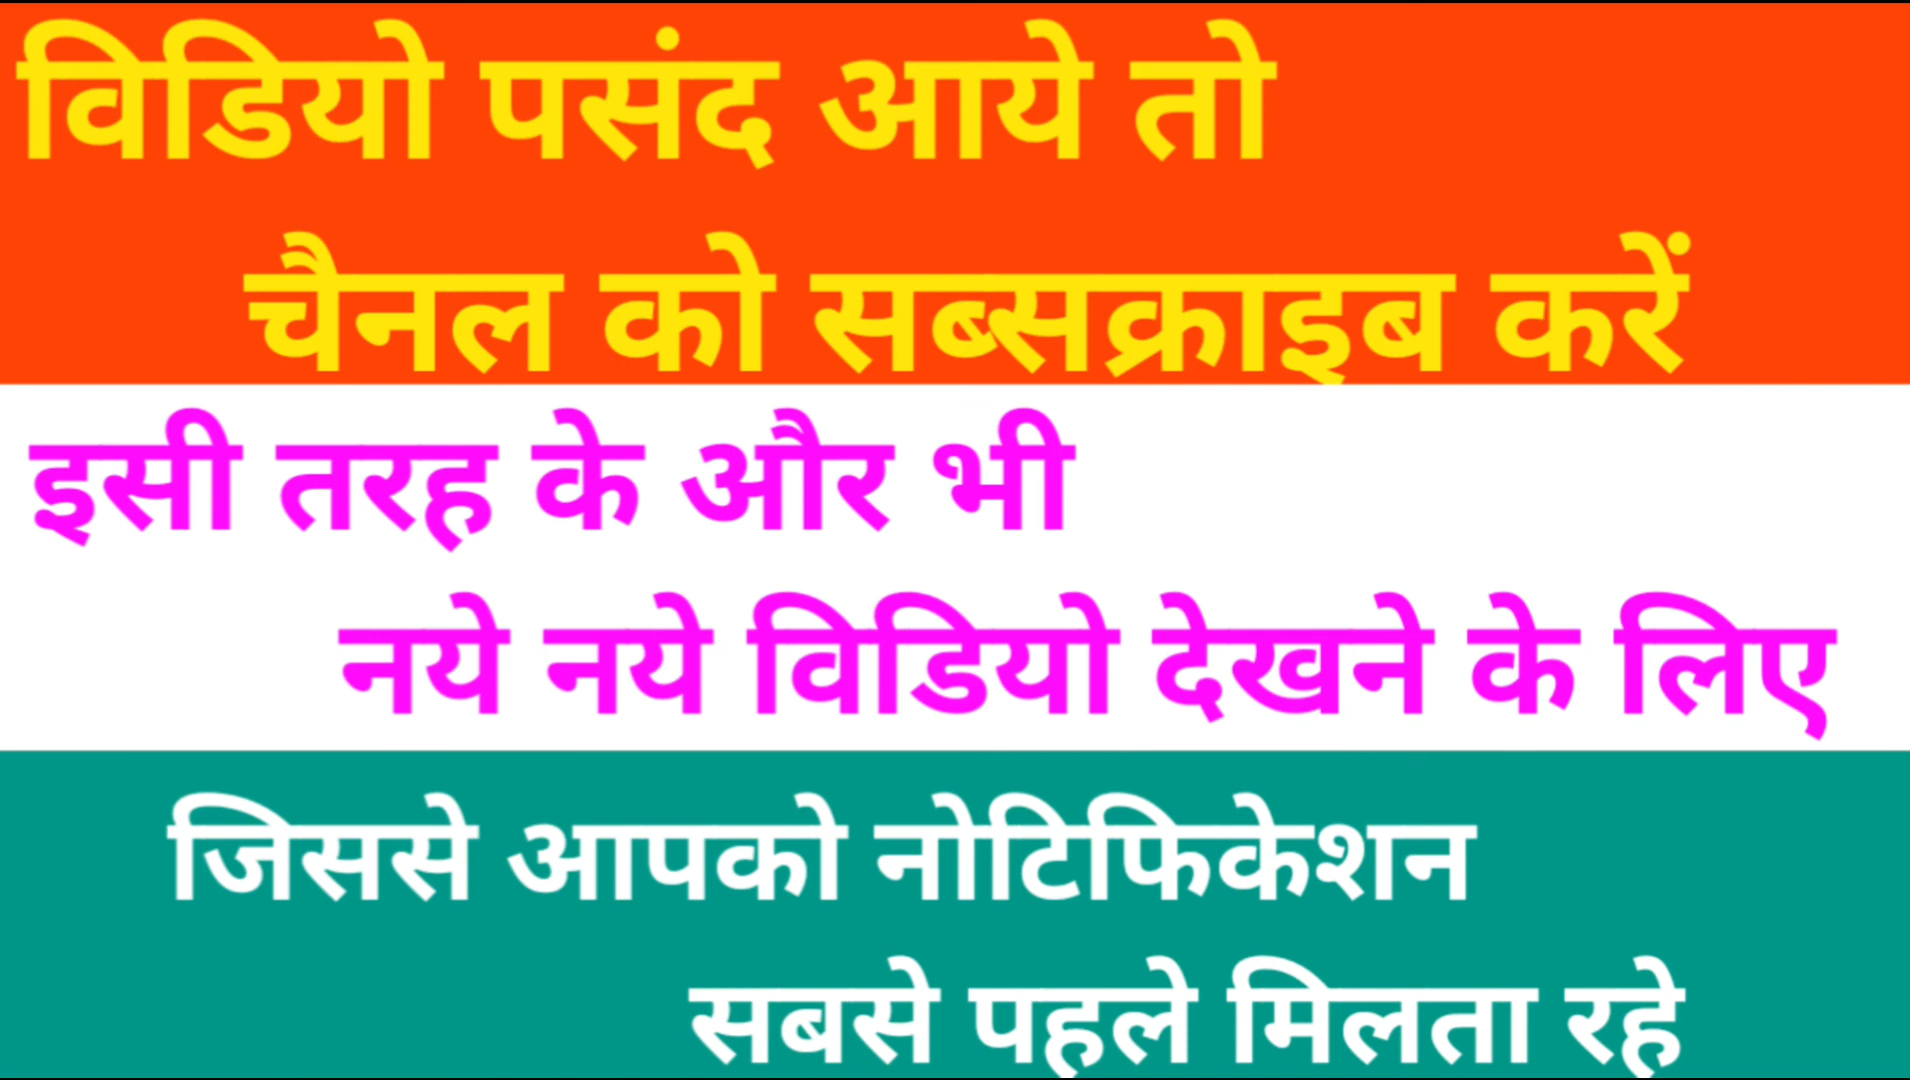 विडियो पसंद आये तो
चैनल को सब्सक्राइब करें
इसी तरह के और भी
नये नये विडियो देखने के लिए
जिससे आपको नोटिफिकेशन
सबसे पहले मिलता रहे